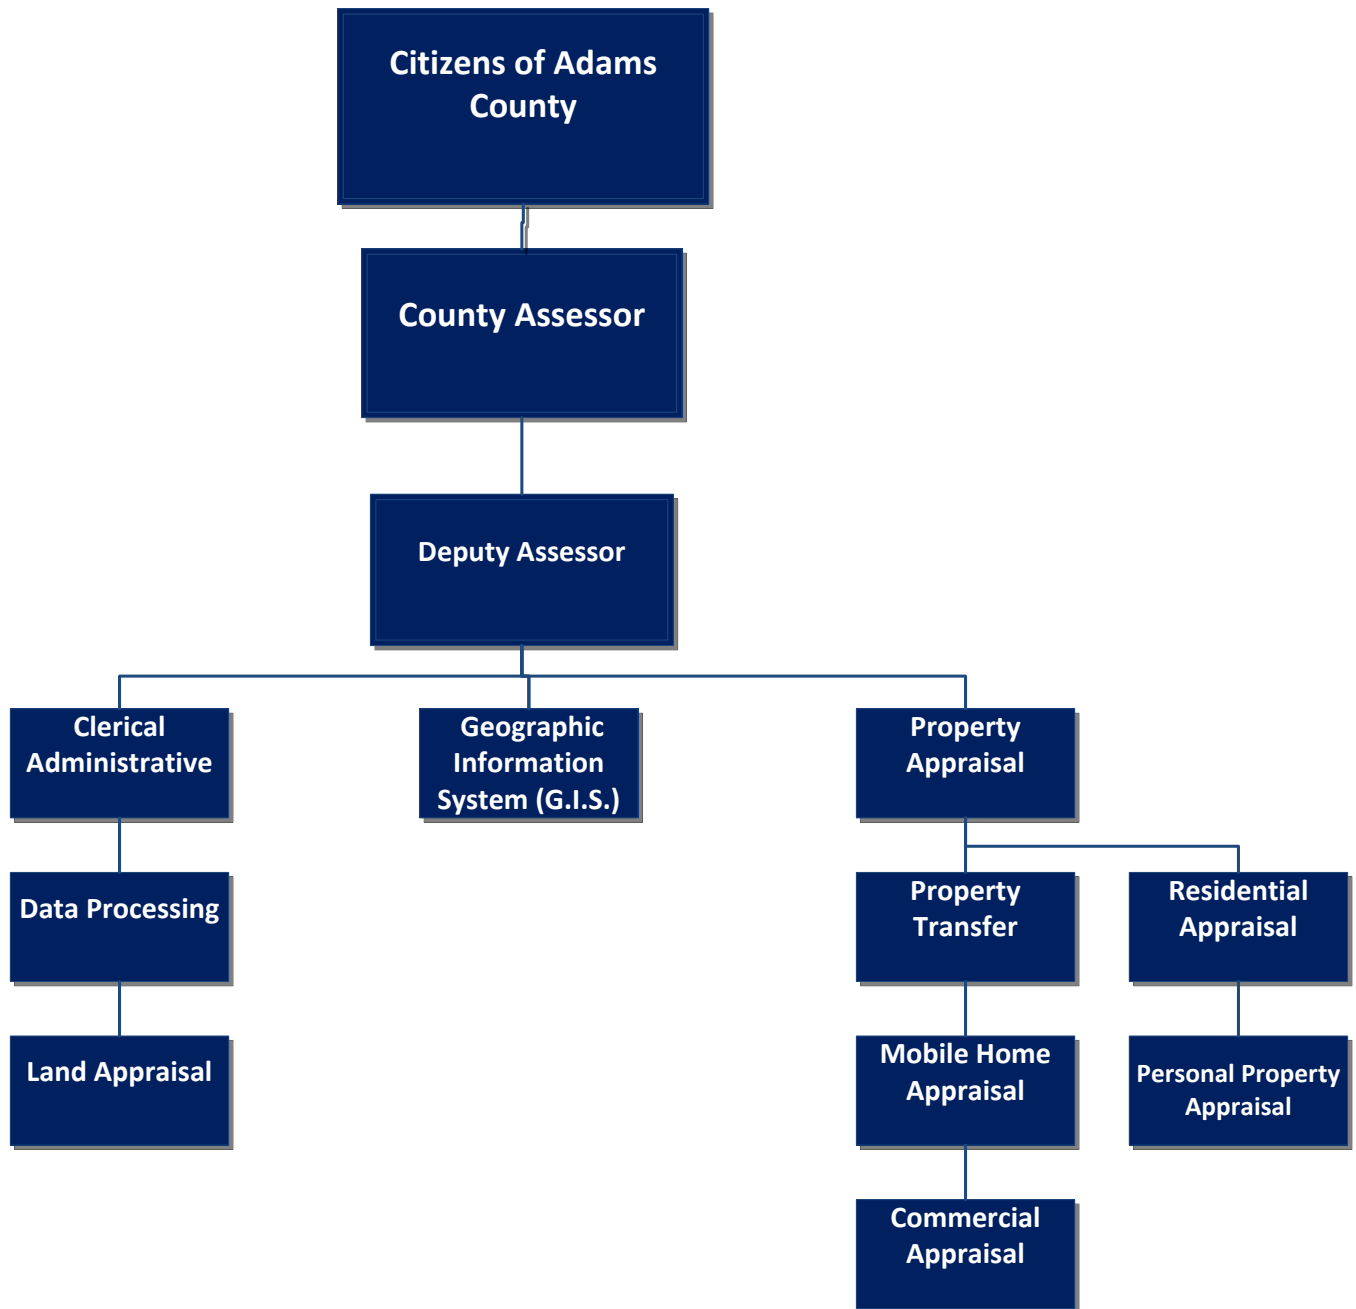 Citizens of Adams
County
County Assessor
Deputy Assessor
Clerical
Administrative
Geographic
Information
System (G.I.S.)
Property
Appraisal
Data Processing
Property
Transfer
Residential
Appraisal
Land Appraisal
Mobile Home
Appraisal
Personal Property
Appraisal
Commercial
Appraisal